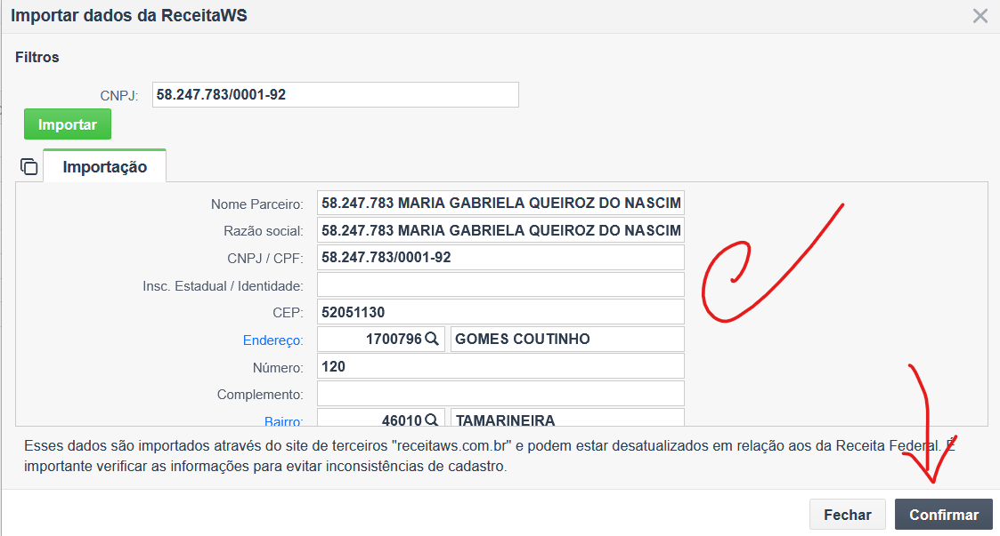 Importar dados da ReceitaWS
Filtros
CNPJ: 58.247.783/0001-92
Importar
Importação
Nome Parceiro: 58.247.783 MARIA GABRIELA QUEIROZ DO NASCIM
Razão social: 58.247.783 MARIA GABRIELA QUEIROZ DO NASCIM
CNPJ / CPF: 58.247.783/0001-92
Insc. Estadual / Identidade:
CEP: 52051130
Endereço: 1700796 GOMES COUTINHO
Número: 120
Complemento:
Bairro: 46010 TAMARINEIRA
Esses dados são importados através do site de terceiros "receitaws.com.br" e podem estar desatualizados em relação aos da Receita Federal. É
importante verificar as informações para evitar inconsistências de cadastro.
Fechar Confirmar